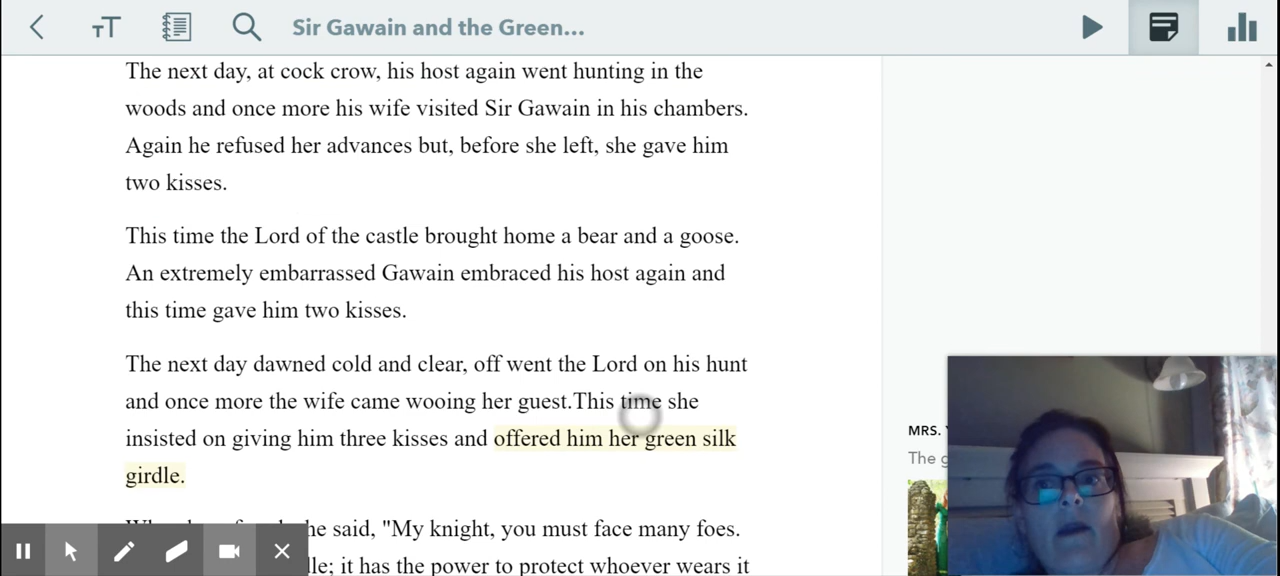 Sir Gawain and the Green...
The next day, at cock crow, his host again went hunting in the
woods and once more his wife visited Sir Gawain in his chambers.
Again he refused her advances but, before she left, she gave him
two kisses.
This time the Lord of the castle brought home a bear and a goose.
An extremely embarrassed Gawain embraced his host again and
this time gave him two kisses.
The next day dawned cold and clear, off went the Lord on his hunt
and once more the wife came wooing her guest.This time she
insisted on giving him three kisses and offered him her green silk
girdle.
MRS.
The g
he said, "My knight, you must face many foes.
it has the power to protect whoever wears it